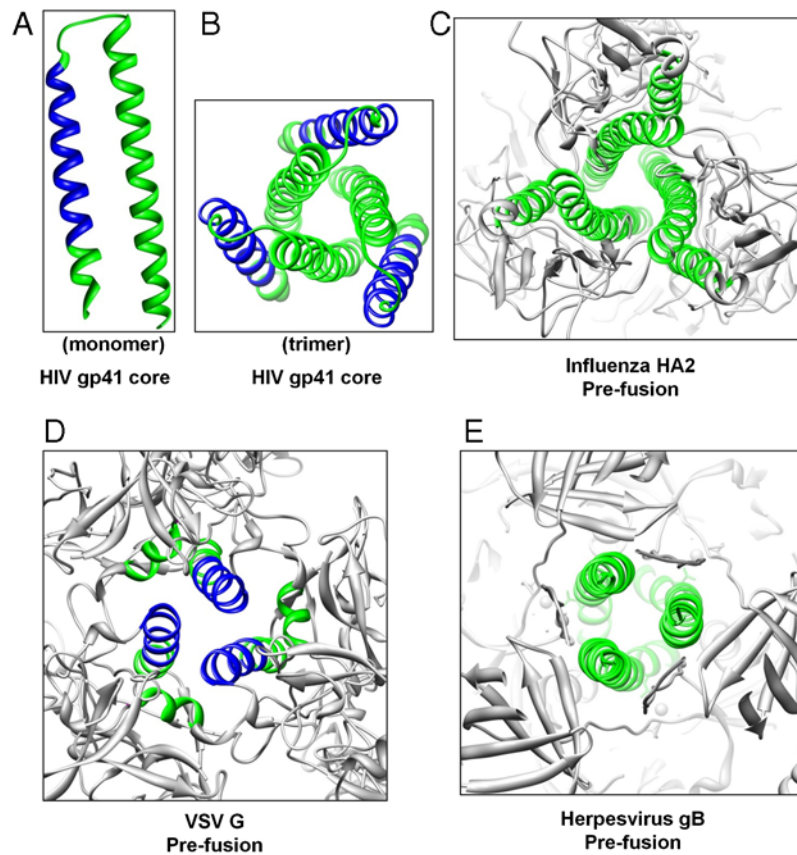 A
B
C
(monomer)
HIV gp41 core
(trimer)
HIV gp41 core
Influenza HA2
Pre-fusion
D
E
VSV G
Pre-fusion
Herpesvirus gB
Pre-fusion